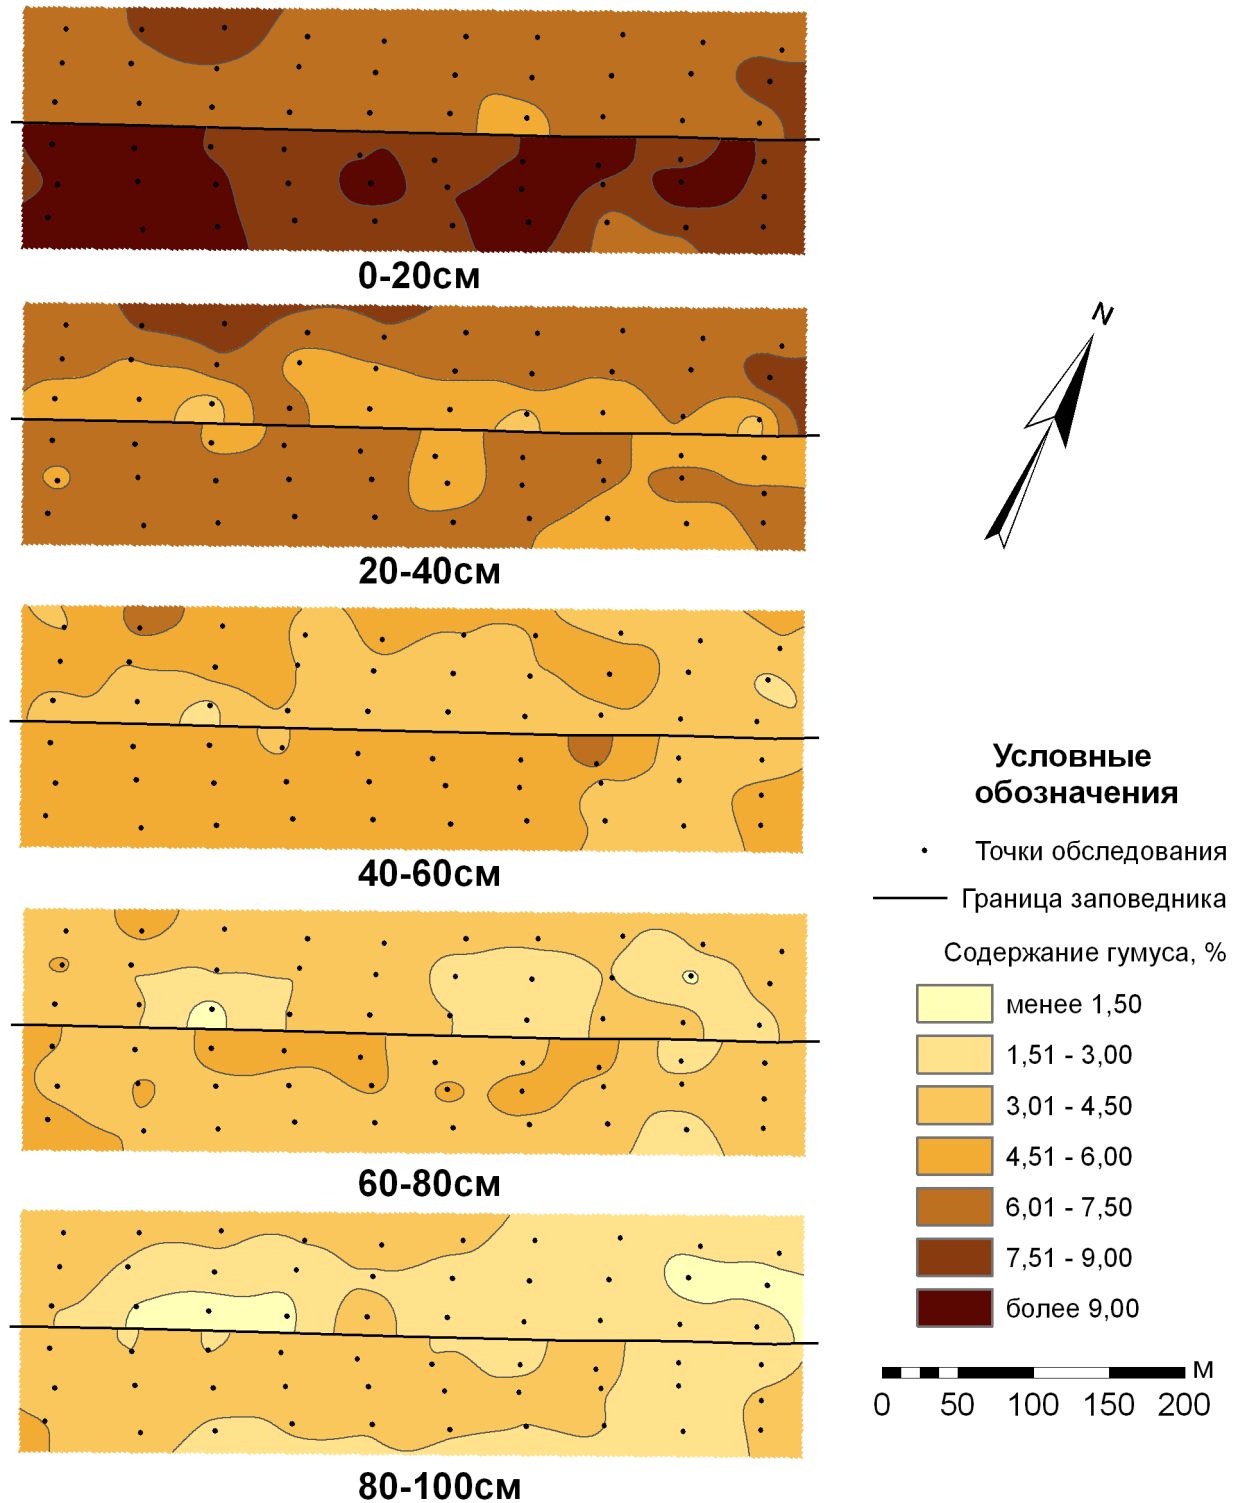 0-20см
20-40см
40-60см
60-80см
80-100см
N
Условные
обозначения
Точки обследования
Граница заповедника
Содержание гумуса, %
менее 1,50
1,51 - 3,00
3,01 - 4,50
4,51 - 6,00
6,01 - 7,50
7,51 - 9,00
более 9,00
м
0 50 100 150 200